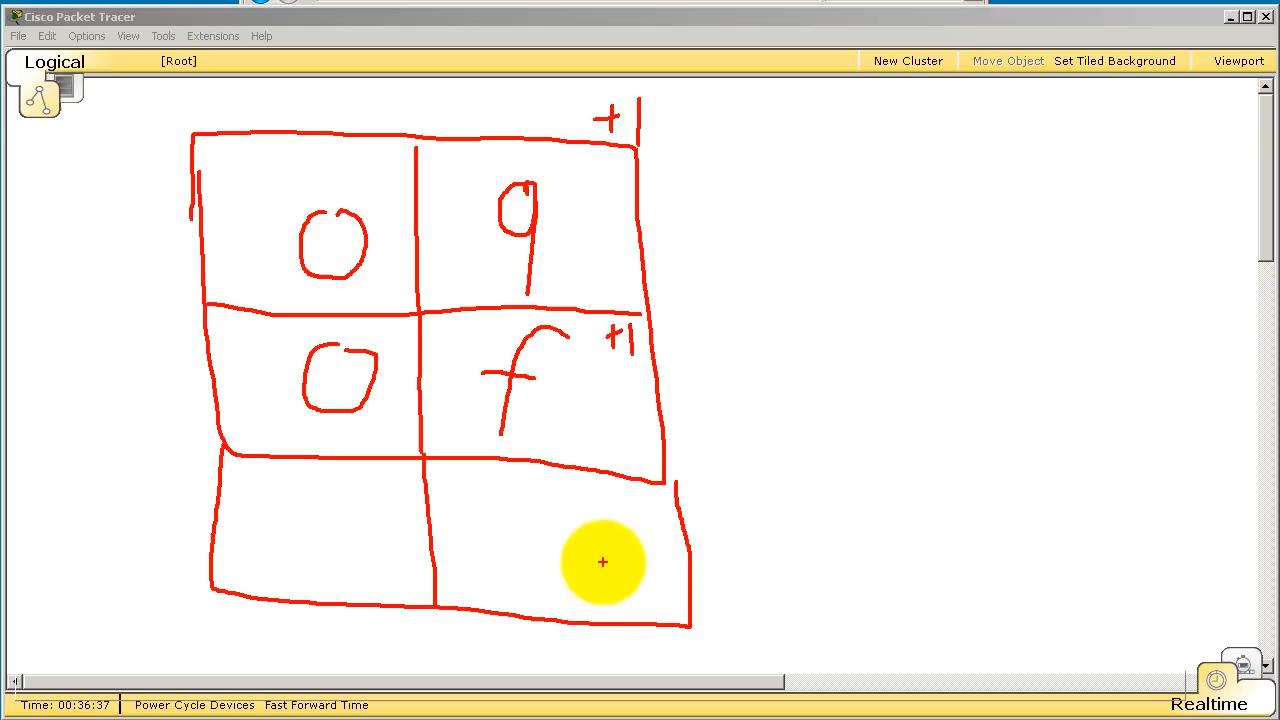 Cisco Packet Tracer
File Edit Options View Tools Extensions Help
Logical [Root] New Cluster Move Object Set Tiled Background Viewport
+1
0 9
0 f +1
Time: 00:36:37 Power Cycle Devices Fast Forward Time
Realtime